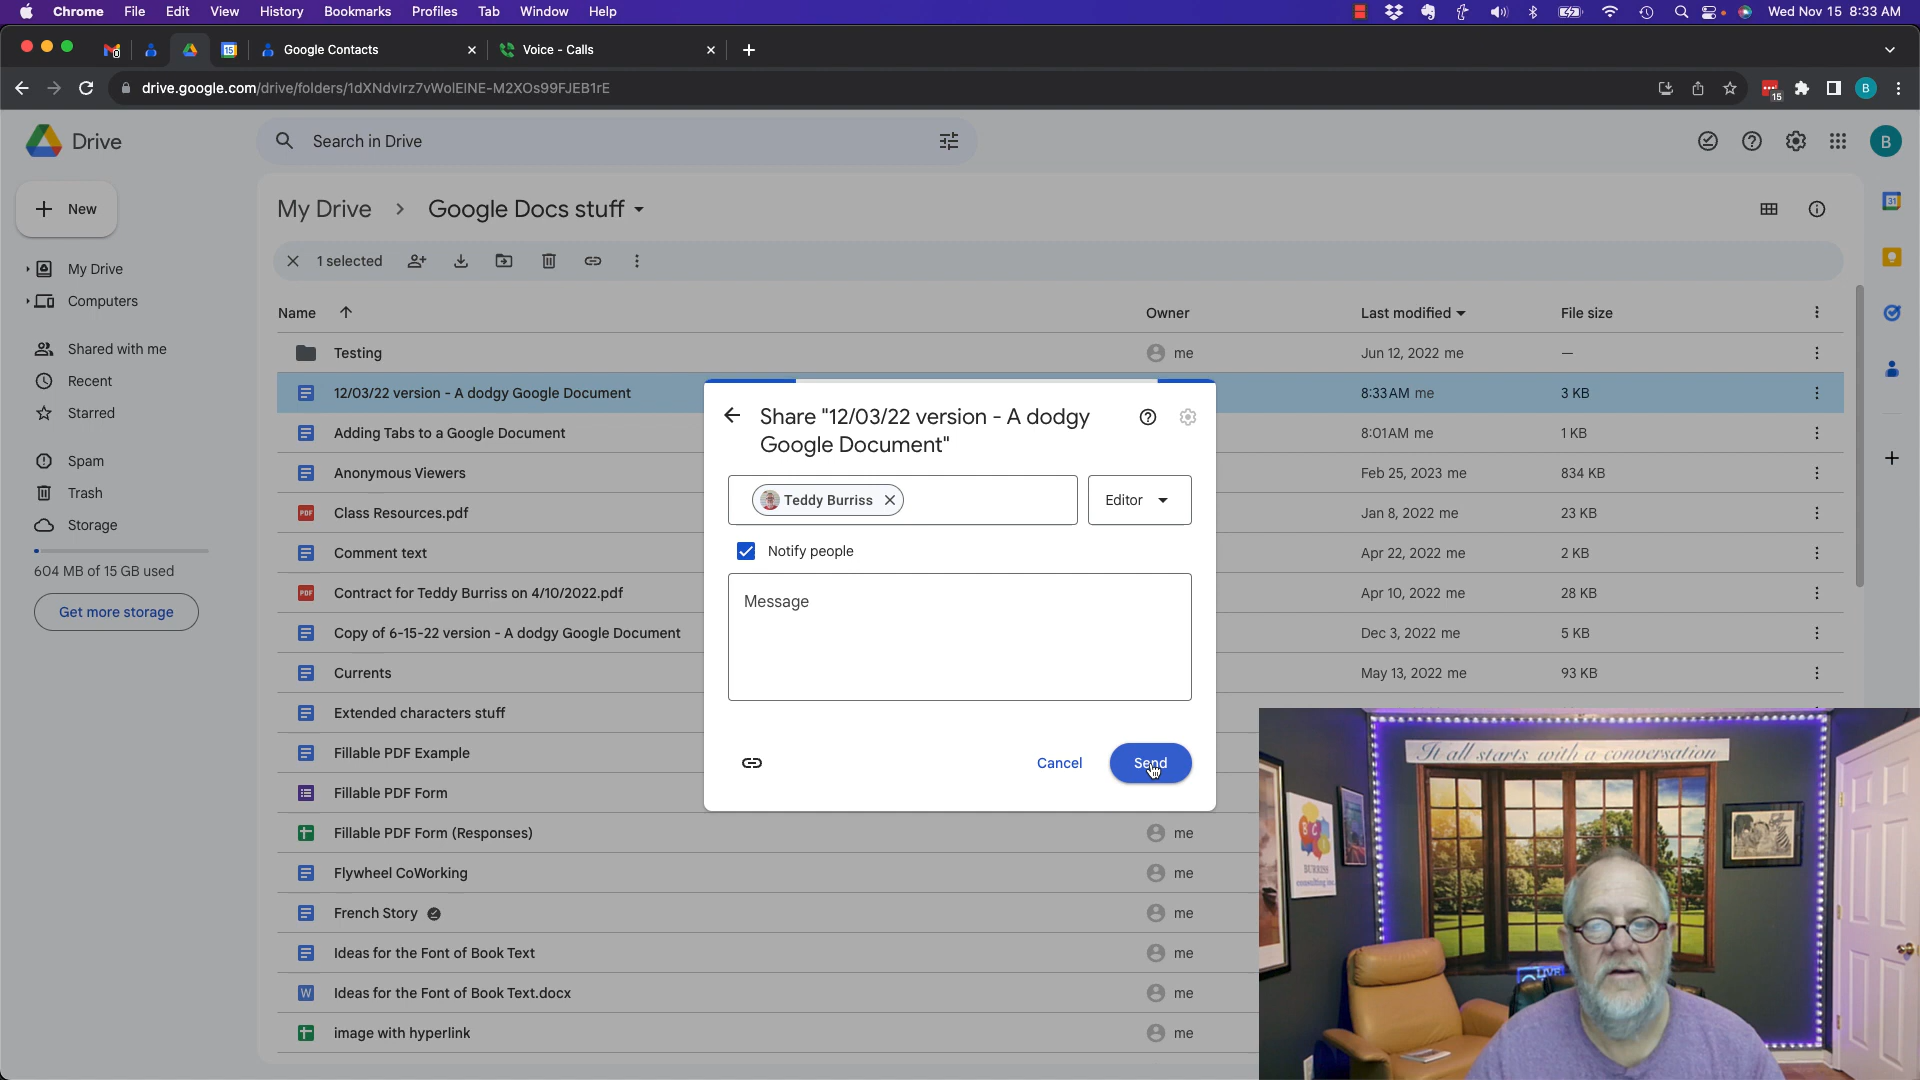 Chrome File Edit View History Bookmarks Profiles Tab Window Help Wed Nov 15 8:33 AM
15 Google Contacts Voice - Calls
drive.google.com/drive/folders/1dXNdvlrz7vWolElNE-M2XOs99FJEB1rE 15 B
Drive Search in Drive B
New
My Drive > Google Docs stuff
31
1 selected
My Drive
Computers
Name Owner Last modified File size
Shared with me
Testing me Jun 12, 2022 me —
Recent
12/03/22 version - A dodgy Google Document 8:33 AM me 3 KB
Starred
Adding Tabs to a Google Document 8:01 AM me 1 KB
Spam
Anonymous Viewers Feb 25, 2023 me 834 KB
Trash
PDF Class Resources.pdf Jan 8, 2022 me 23 KB
Storage
Comment text Apr 22, 2022 me 2 KB
604 MB of 15 GB used
PDF Contract for Teddy Burriss on 4/10/2022.pdf Apr 10, 2022 me 28 KB
Get more storage
Copy of 6-15-22 version - A dodgy Google Document Dec 3, 2022 me 5 KB
Currents May 13, 2022 me 93 KB
Extended characters stuff
Fillable PDF Example
Fillable PDF Form
Fillable PDF Form (Responses) me
Flywheel CoWorking me
French Story me
Ideas for the Font of Book Text me
W Ideas for the Font of Book Text.docx me
image with hyperlink me
Share "12/03/22 version - A dodgy
Google Document"
Teddy Burriss Editor
Notify people
Message
Cancel Send
It all starts with a conversation
B C I
BURRISS
consulting inc.
LIVE